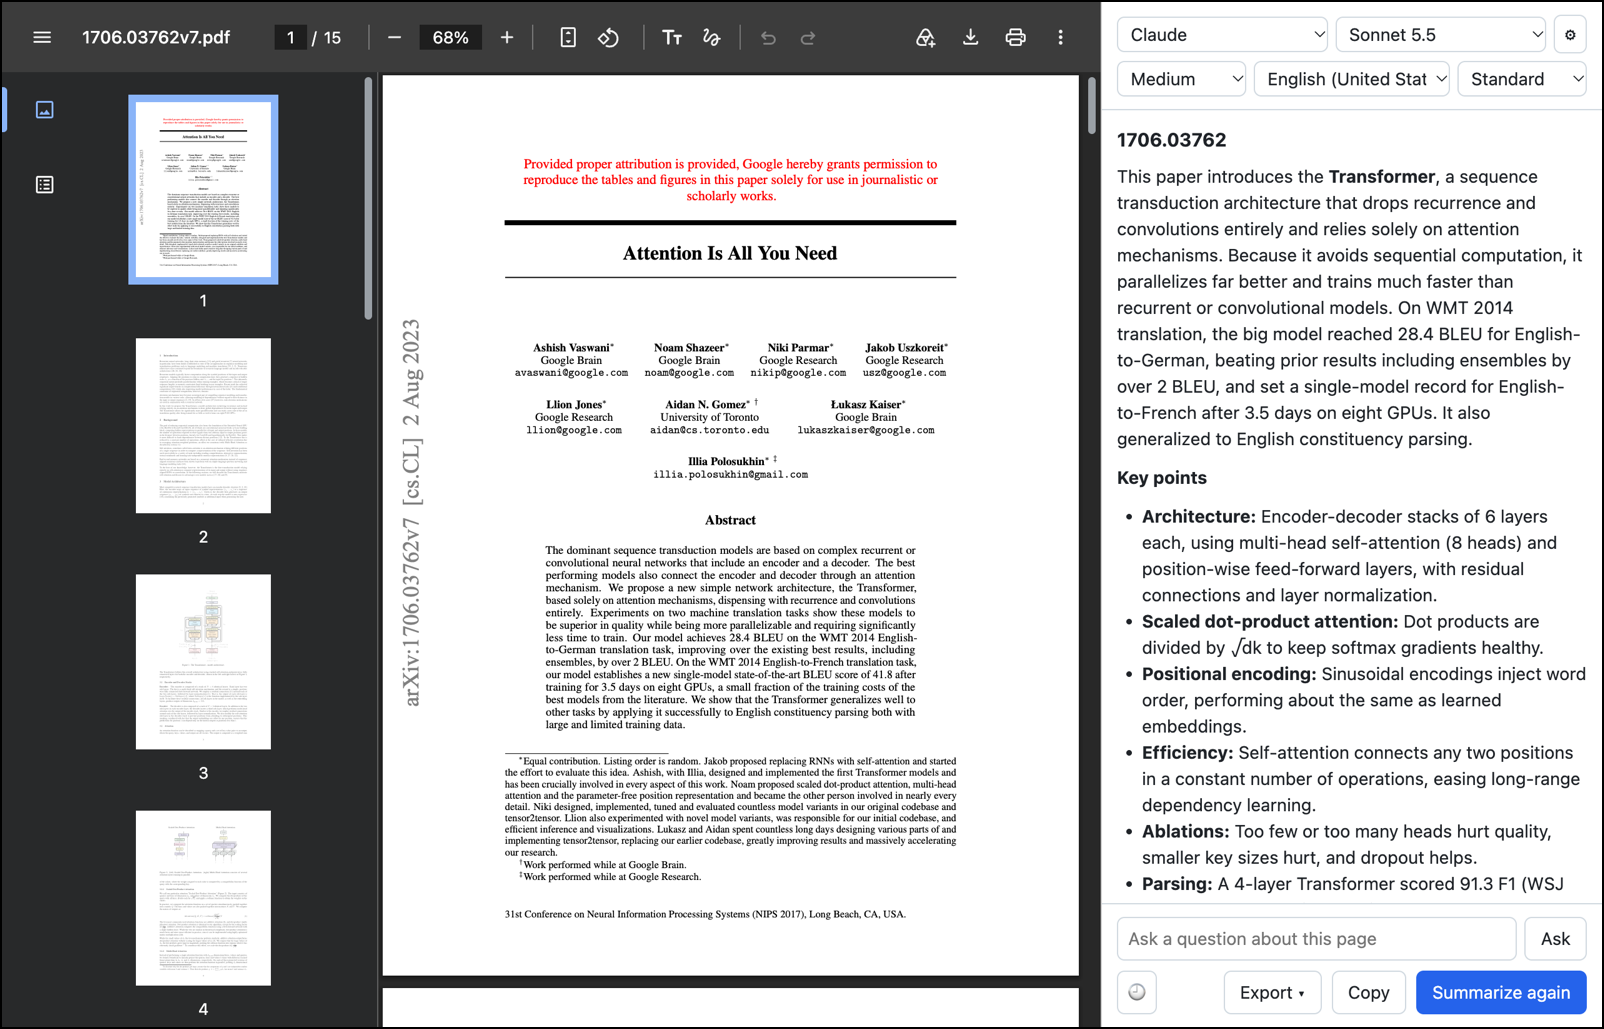 1706.03762v7.pdf
1 / 15
68%
1
2
3
4
Provided proper attribution is provided, Google hereby grants permission to
reproduce the tables and figures in this paper solely for use in journalistic or
scholarly works.
Attention Is All You Need
arXiv:1706.03762v7 [cs.CL] 2 Aug 2023
Ashish Vaswani* Noam Shazeer* Niki Parmar* Jakob Uszkoreit*
Google Brain Google Brain Google Research Google Research
avaswani@google.com noam@google.com nikip@google.com usz@google.com
Llion Jones* Aidan N. Gomez* † Łukasz Kaiser*
Google Research University of Toronto Google Brain
llion@google.com aidan@cs.toronto.edu lukaszkaiser@google.com
Illia Polosukhin* ‡
illia.polosukhin@gmail.com
Abstract
The dominant sequence transduction models are based on complex recurrent or
convolutional neural networks that include an encoder and a decoder. The best
performing models also connect the encoder and decoder through an attention
mechanism. We propose a new simple network architecture, the Transformer,
based solely on attention mechanisms, dispensing with recurrence and convolutions
entirely. Experiments on two machine translation tasks show these models to
be superior in quality while being more parallelizable and requiring significantly
less time to train. Our model achieves 28.4 BLEU on the WMT 2014 English-
to-German translation task, improving over the existing best results, including
ensembles, by over 2 BLEU. On the WMT 2014 English-to-French translation task,
our model establishes a new single-model state-of-the-art BLEU score of 41.8 after
training for 3.5 days on eight GPUs, a small fraction of the training costs of the
best models from the literature. We show that the Transformer generalizes well to
other tasks by applying it successfully to English constituency parsing both with
large and limited training data.
*Equal contribution. Listing order is random. Jakob proposed replacing RNNs with self-attention and started
the effort to evaluate this idea. Ashish, with Illia, designed and implemented the first Transformer models and
has been crucially involved in every aspect of this work. Noam proposed scaled dot-product attention, multi-head
attention and the parameter-free position representation and became the other person involved in nearly every
detail. Niki designed, implemented, tuned and evaluated countless model variants in our original codebase and
tensor2tensor. Llion also experimented with novel model variants, was responsible for our initial codebase, and
efficient inference and visualizations. Lukasz and Aidan spent countless long days designing various parts of and
implementing tensor2tensor, replacing our earlier codebase, greatly improving results and massively accelerating
our research.
†Work performed while at Google Brain.
‡Work performed while at Google Research.
31st Conference on Neural Information Processing Systems (NIPS 2017), Long Beach, CA, USA.
Claude
Sonnet 5.5
Medium
English (United Stat
Standard
1706.03762
This paper introduces the Transformer, a sequence
transduction architecture that drops recurrence and
convolutions entirely and relies solely on attention
mechanisms. Because it avoids sequential computation, it
parallelizes far better and trains much faster than
recurrent or convolutional models. On WMT 2014
translation, the big model reached 28.4 BLEU for English-
to-German, beating prior results including ensembles by
over 2 BLEU, and set a single-model record for English-
to-French after 3.5 days on eight GPUs. It also
generalized to English constituency parsing.
Key points
• Architecture: Encoder-decoder stacks of 6 layers
each, using multi-head self-attention (8 heads) and
position-wise feed-forward layers, with residual
connections and layer normalization.
• Scaled dot-product attention: Dot products are
divided by √dk to keep softmax gradients healthy.
• Positional encoding: Sinusoidal encodings inject word
order, performing about the same as learned
embeddings.
• Efficiency: Self-attention connects any two positions
in a constant number of operations, easing long-range
dependency learning.
• Ablations: Too few or too many heads hurt quality,
smaller key sizes hurt, and dropout helps.
• Parsing: A 4-layer Transformer scored 91.3 F1 (WSJ
Ask a question about this page
Ask
Export ▾
Copy
Summarize again